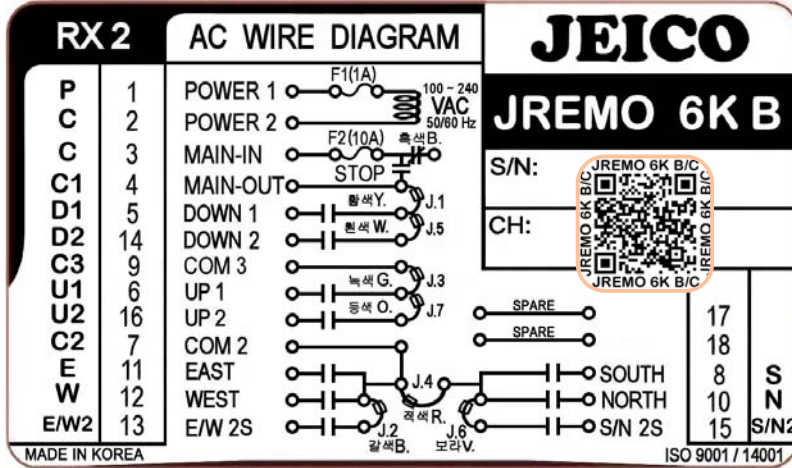 RX 2 AC WIRE DIAGRAM JEICO
JREMO 6K B
S/N:
CH:
JREMO 6K B/C
JREMO 6K B/C
JREMO 6K B/C
JREMO 6K B/C
P 1 POWER 1 F1(1A) 100 ~ 240
VAC
C 2 POWER 2 50/60 Hz
C 3 MAIN-IN F2(10A) 흑색B.
STOP
C1 4 MAIN-OUT J.1
D1 5 DOWN 1 황색Y.
D2 14 DOWN 2 흰색W. J.5
C3 9 COM 3 J.3
U1 6 UP 1 녹색G.
U2 16 UP 2 등색O. J.7
SPARE 17
SPARE 18
C2 7 COM 2
E 11 EAST J.4 SOUTH 8 S
W 12 WEST NORTH 10 N
적색R.
E/W2 13 E/W 2S J.2 J.6 S/N 2S 15 S/N2
갈색B. 보라V.
MADE IN KOREA ISO 9001 / 14001